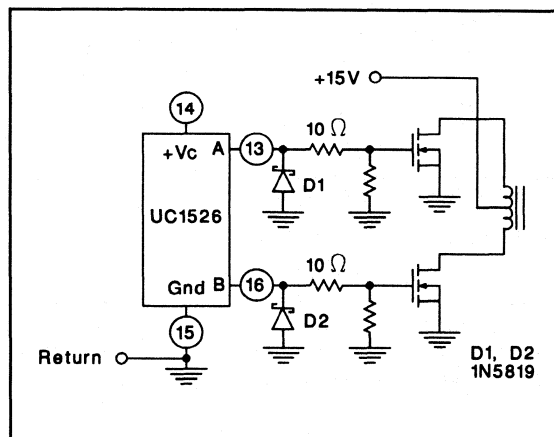 +15V
14
10 Ω
+Vc A 13
D1
UC1526
10 Ω
Gnd B 16
D2
15
Return
D1, D2
1N5819